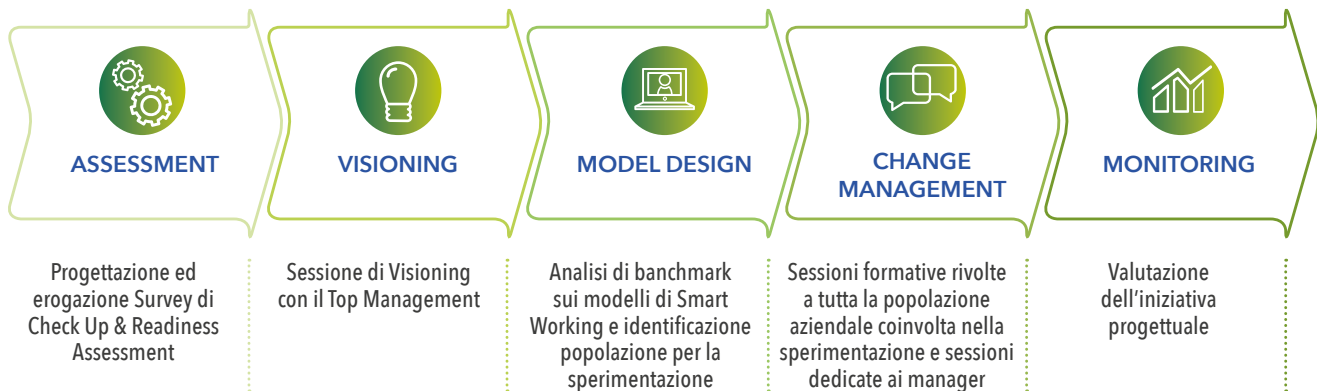 ASSESSMENT
VISIONING
MODEL DESIGN
CHANGE
MANAGEMENT
MONITORING
Progettazione ed
erogazione Survey di
Check Up & Readiness
Assessment
Sessione di Visioning
con il Top Management
Analisi di banchmark
sui modelli di Smart
Working e identificazione
popolazione per la
sperimentazione
Sessioni formative rivolte
a tutta la popolazione
aziendale coinvolta nella
sperimentazione e sessioni
dedicate ai manager
Valutazione
dell’iniziativa
progettuale